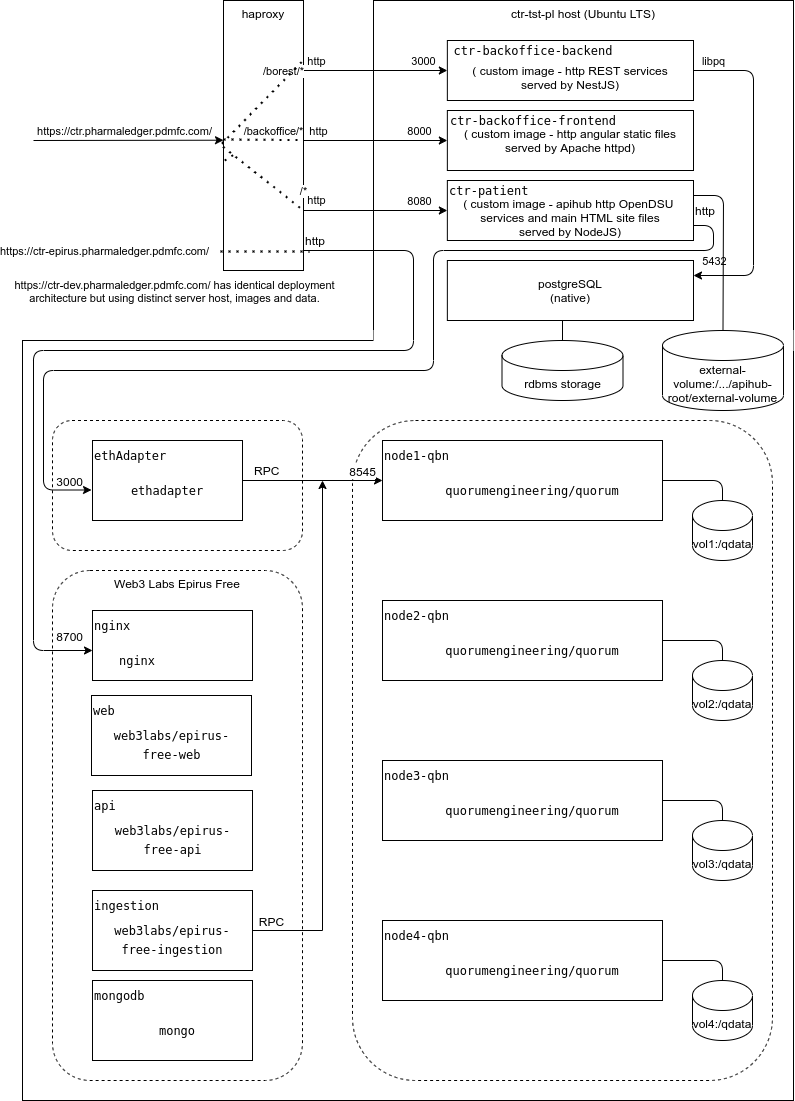 haproxy
ctr-tst-pl host (Ubuntu LTS)
ctr-backoffice-backend
( custom image - http REST services
served by NestJS)
http
3000
libpq
/borest/*
ctr-backoffice-frontend
( custom image - http angular static files
served by Apache httpd)
https://ctr.pharmaledger.pdmfc.com/
/backoffice/*
http
8000
ctr-patient
( custom image - apihub http OpenDSU
services and main HTML site files
served by NodeJS)
/*
http
8080
http
https://ctr-epirus.pharmaledger.pdmfc.com/
http
5432
postgreSQL
(native)
https://ctr-dev.pharmaledger.pdmfc.com/ has identical deployment
architecture but using distinct server host, images and data.
rdbms storage
external-
volume:/.../apihub-
root/external-volume
ethAdapter
ethadapter
3000
RPC
8545
node1-qbn
quorumengineering/quorum
vol1:/qdata
Web3 Labs Epirus Free
nginx
nginx
8700
node2-qbn
quorumengineering/quorum
vol2:/qdata
web
web3labs/epirus-
free-web
node3-qbn
quorumengineering/quorum
vol3:/qdata
api
web3labs/epirus-
free-api
ingestion
web3labs/epirus-
free-ingestion
RPC
node4-qbn
quorumengineering/quorum
vol4:/qdata
mongodb
mongo